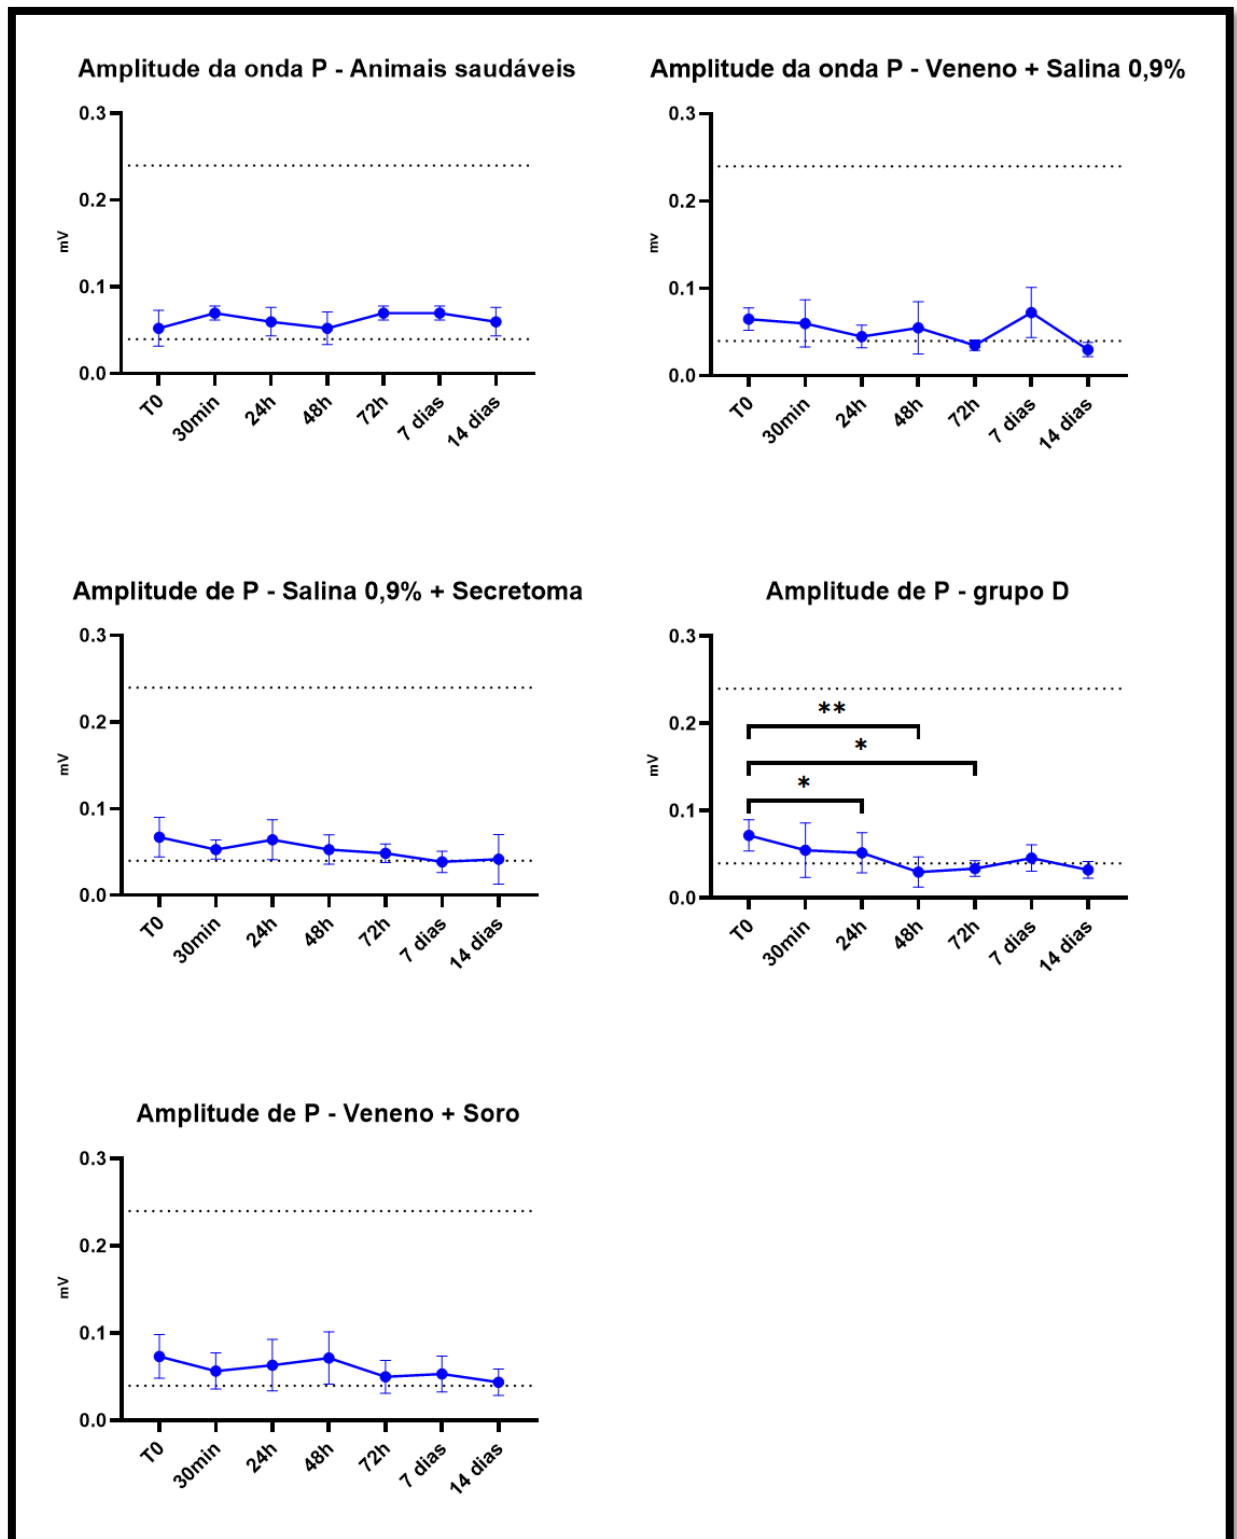 Amplitude da onda P - Animais saudáveis
0.3
0.2
0.1
0.0
mV
T0
30min
24h
48h
72h
7 dias
14 dias
Amplitude da onda P - Veneno + Salina 0,9%
0.3
0.2
0.1
0.0
mv
T0
30min
24h
48h
72h
7 dias
14 dias
Amplitude de P - Salina 0,9% + Secretoma
0.3
0.2
0.1
0.0
mV
T0
30min
24h
48h
72h
7 dias
14 dias
Amplitude de P - grupo D
0.3
0.2
0.1
0.0
mV
**
*
*
T0
30min
24h
48h
72h
7 dias
14 dias
Amplitude de P - Veneno + Soro
0.3
0.2
0.1
0.0
mV
T0
30min
24h
48h
72h
7 dias
14 dias